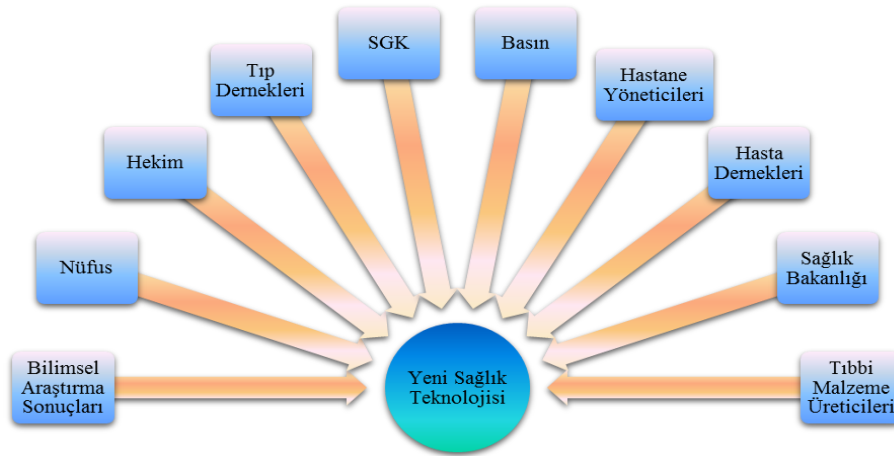 SGK
Basın
Tıp
Dernekleri
Hastane
Yöneticileri
Hekim
Hasta
Dernekleri
Nüfus
Sağlık
Bakanlığı
Bilimsel
Araştırma
Sonuçları
Yeni Sağlık
Teknolojisi
Tıbbi
Malzeme
Üreticileri